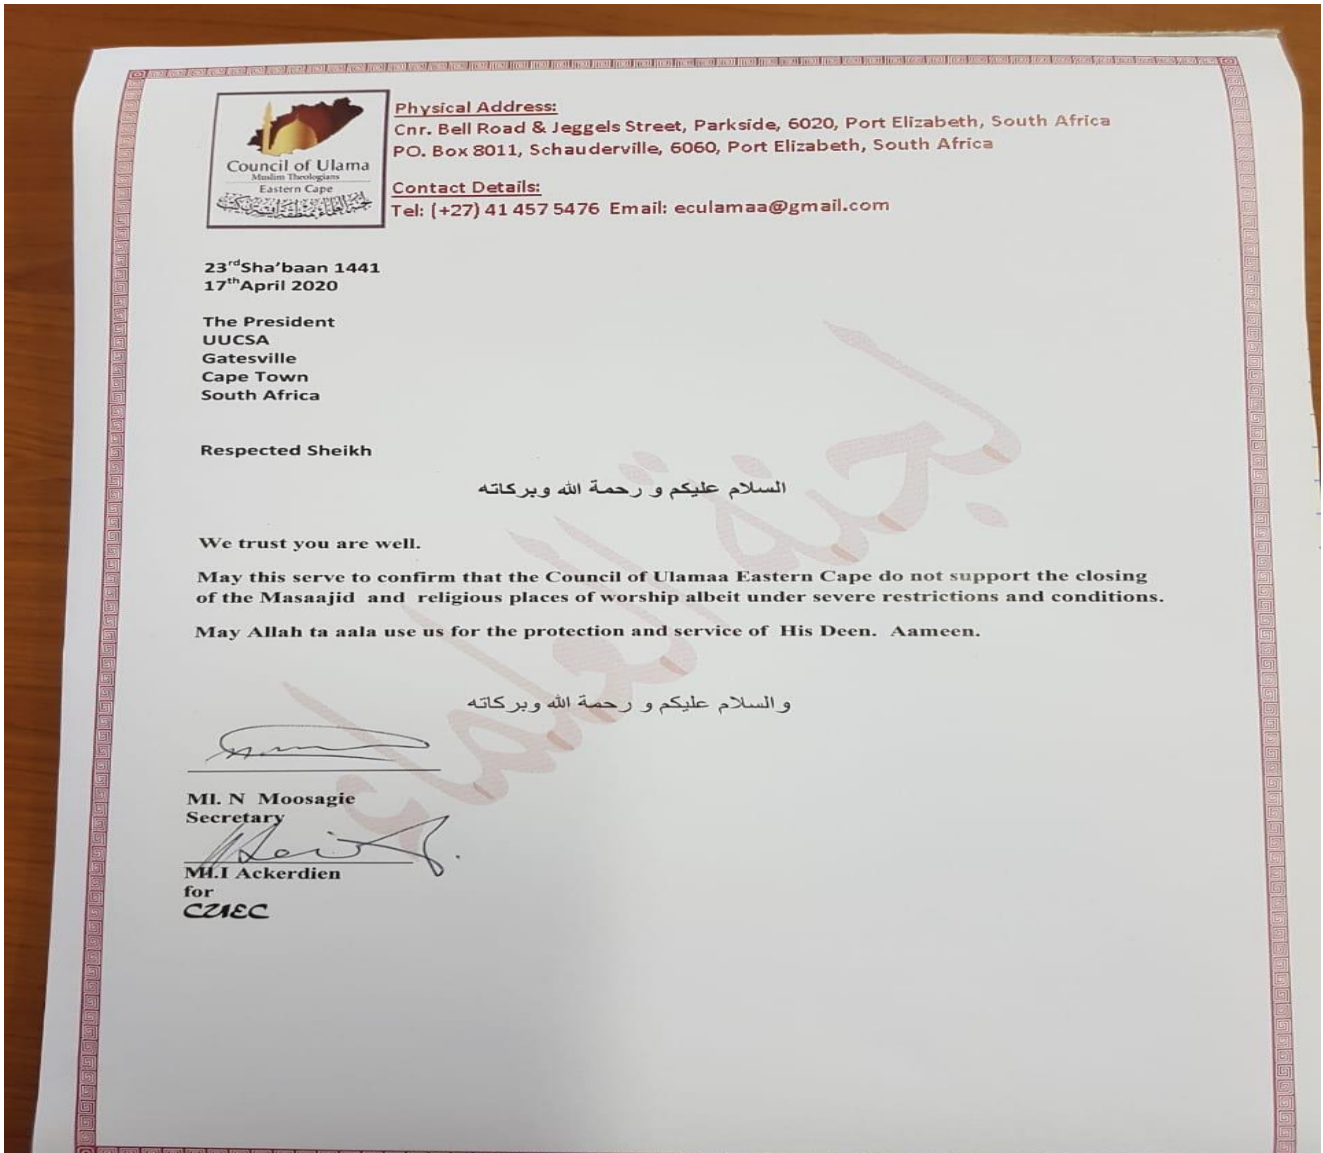 Council of Ulama
Muslim Theologians
Eastern Cape
Physical Address:
Cnr. Bell Road & Jeggels Street, Parkside, 6020, Port Elizabeth, South Africa
PO. Box 8011, Schauderville, 6060, Port Elizabeth, South Africa
Contact Details:
Tel: (+27) 41 457 5476 Email: eculamaa@gmail.com
23rdSha'baan 1441
17thApril 2020
The President
UUCSA
Gatesville
Cape Town
South Africa
Respected Sheikh
السلام عليكم و رحمة الله وبركاته
We trust you are well.
May this serve to confirm that the Council of Ulamaa Eastern Cape do not support the closing
of the Masaajid and religious places of worship albeit under severe restrictions and conditions.
May Allah ta aala use us for the protection and service of His Deen. Aameen.
و السلام عليكم و رحمة الله وبركاته
لجنة العلماء
Ml. N Moosagie
Secretary
Ml.I Ackerdien
for
CUEC